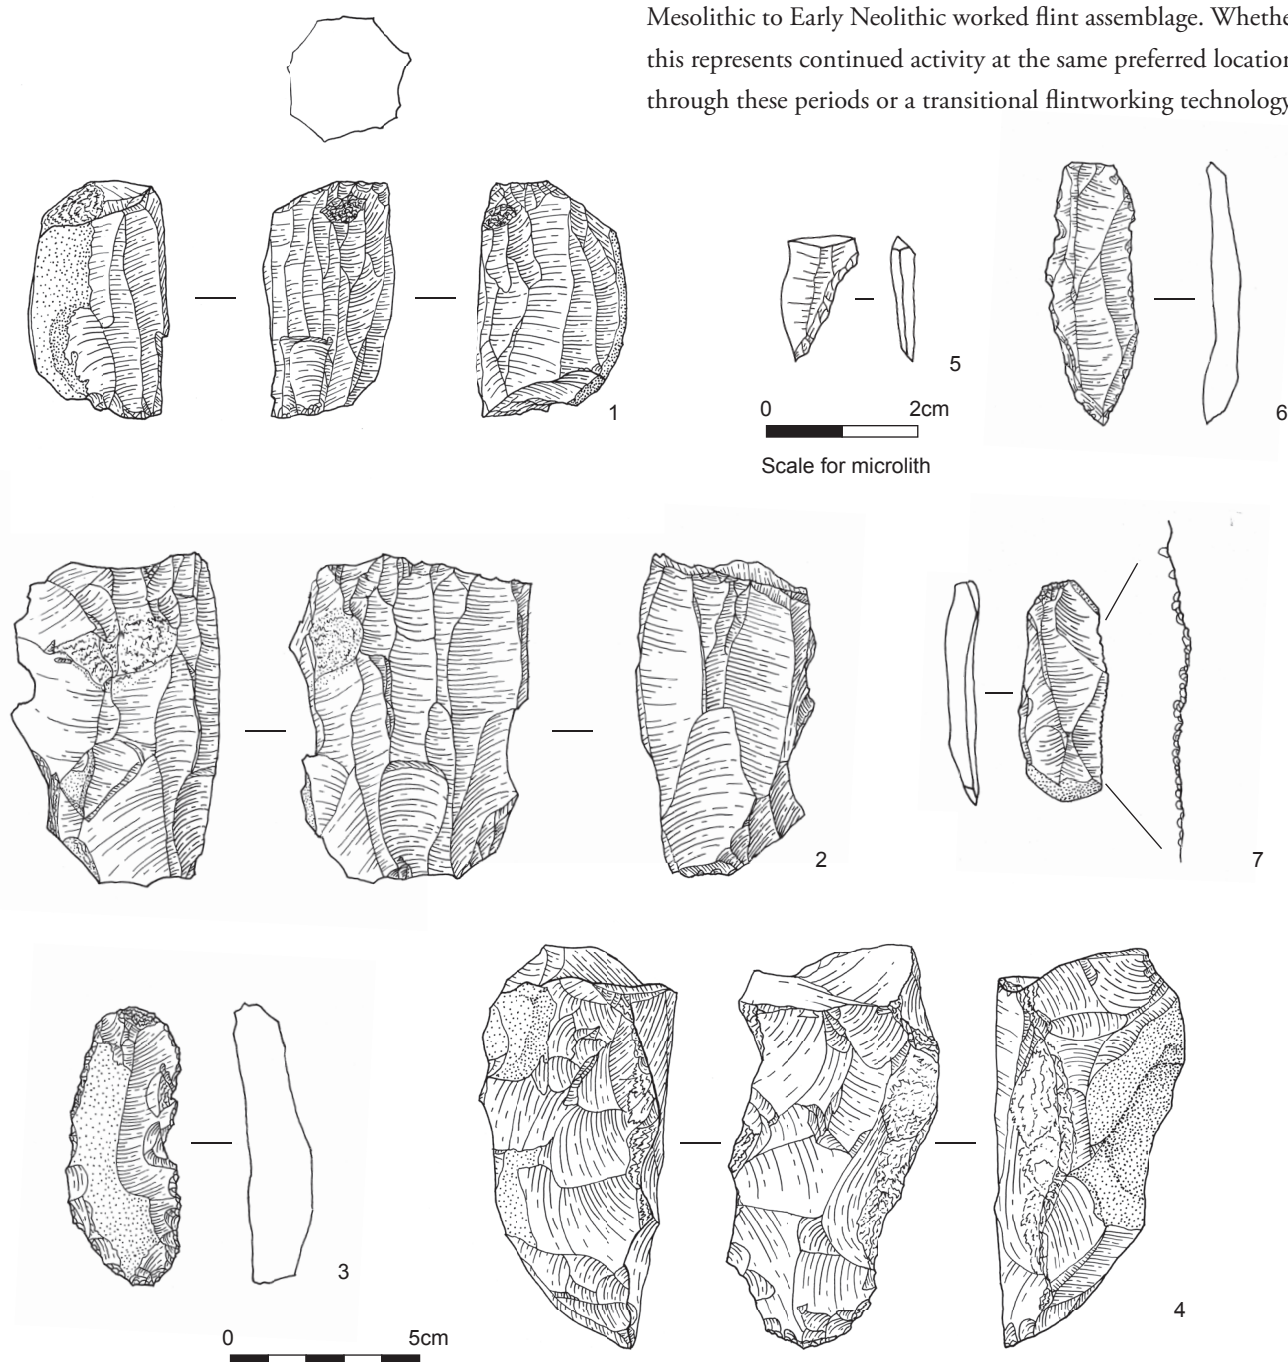 Mesolithic to Early Neolithic worked flint assemblage. Whethe
this represents continued activity at the same preferred location
through these periods or a transitional flintworking technology
1
5
0 2cm
Scale for microlith
6
2
7
3
4
0 5cm